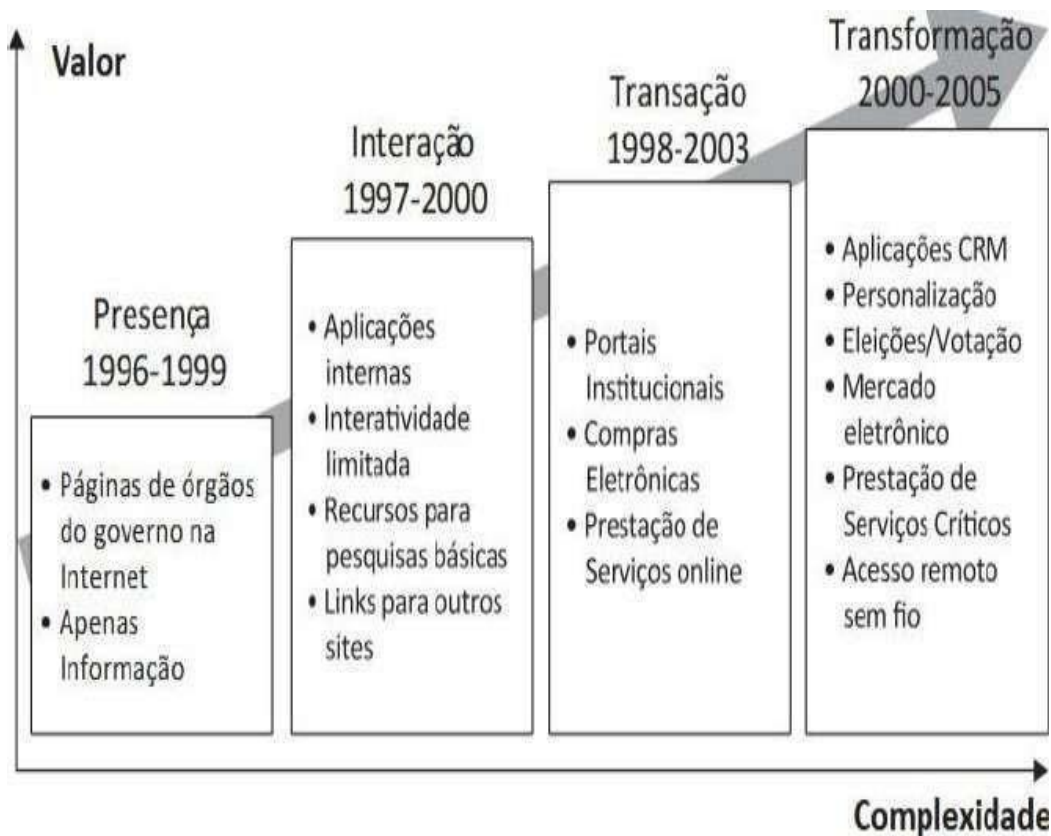 Valor
Presença
1996-1999
• Páginas de órgãos
do governo na
Internet
• Apenas
Informação
Interação
1997-2000
• Aplicações
internas
• Interatividade
limitada
• Recursos para
pesquisas básicas
• Links para outros
sites
Transação
1998-2003
• Portais
Institucionais
• Compras
Eletrônicas
• Prestação de
Serviços online
Transformação
2000-2005
• Aplicações CRM
• Personalização
• Eleições/Votação
• Mercado
eletrônico
• Prestação de
Serviços Críticos
• Acesso remoto
sem fio
Complexidade